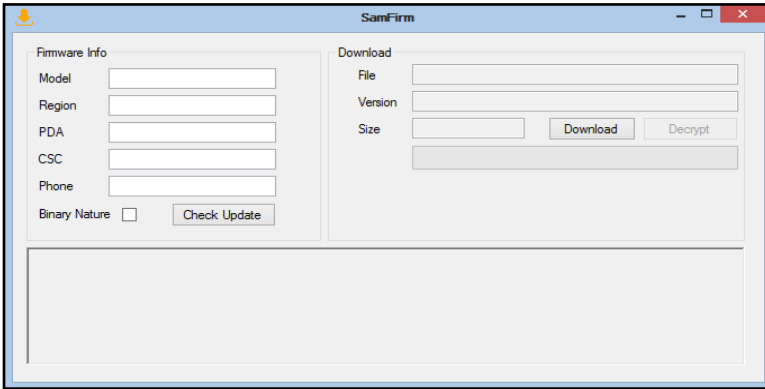 SamFirm
Firmware Info
Model
Region
PDA
CSC
Phone
Binary Nature
Check Update
Download
File
Version
Size
Download
Decrypt